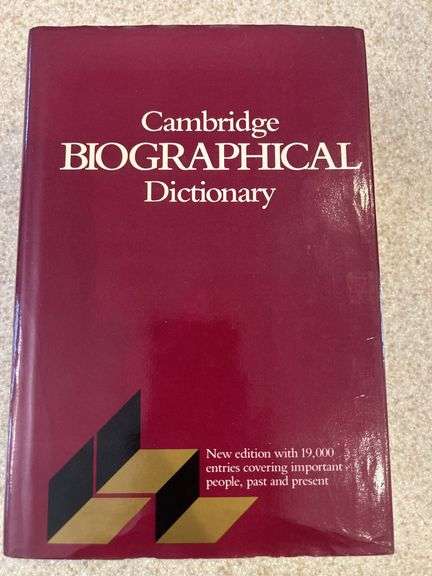 Cambridge
BIOGRAPHICAL
Dictionary
New edition with 19,000
entries covering important
people, past and present